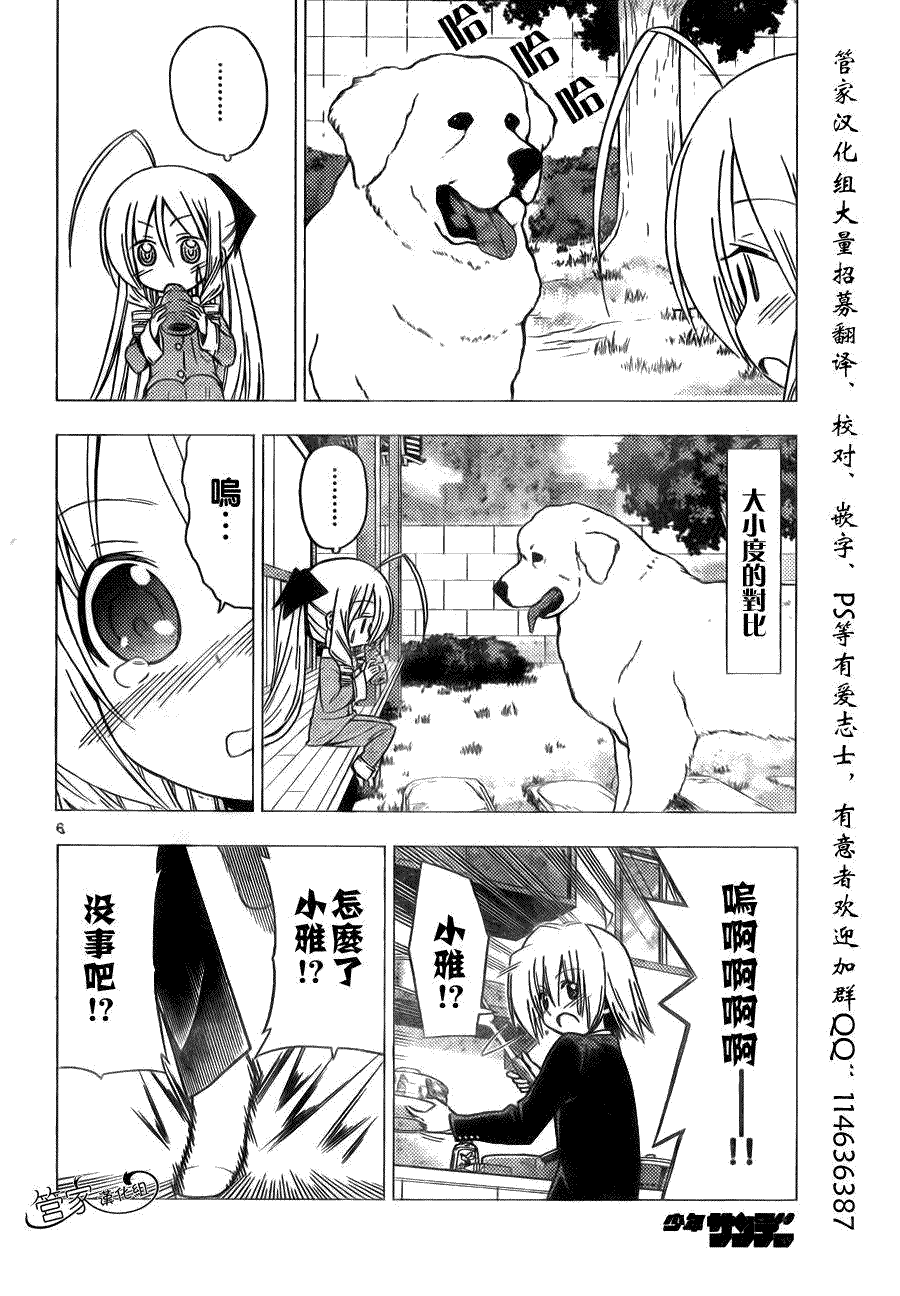 哈
哈
哈
哈
………
大小度的對比
………
嗚…
嗚啊啊啊啊——!!
小雅!?
怎麼了
小雅!?
没事吧!?
6
管家
漢化組
少年サンデー
管家汉化组大量招募翻译、校对、嵌字、PS等有爱志士，有意者欢迎加群QQ：114636387